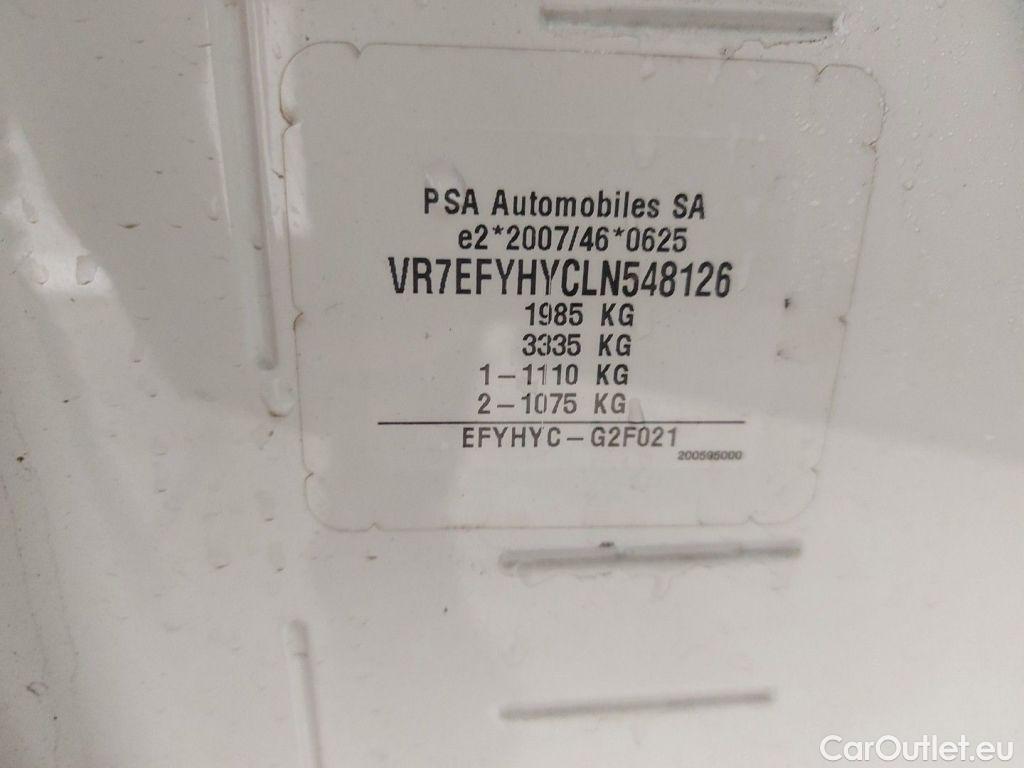 PSA Automobiles SA
e2*2007/46*0625
VR7EFYHYCLN548126
1985 KG
3335 KG
1-1110 KG
2-1075 KG
EFYHYC-G2F021
200595000
CarOutlet.eu